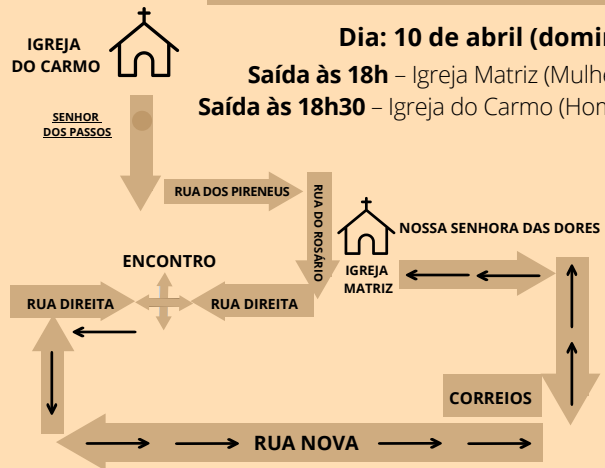 Dia: 10 de abril (domin
Saída às 18h – Igreja Matriz (Mulhe
Saída às 18h30 – Igreja do Carmo (Hom
IGREJA
DO CARMO
SENHOR
DOS PASSOS
RUA DOS PIRENEUS
RUA DO ROSÁRIO
NOSSA SENHORA DAS DORES
IGREJA
MATRIZ
ENCONTRO
RUA DIREITA
RUA DIREITA
CORREIOS
RUA NOVA